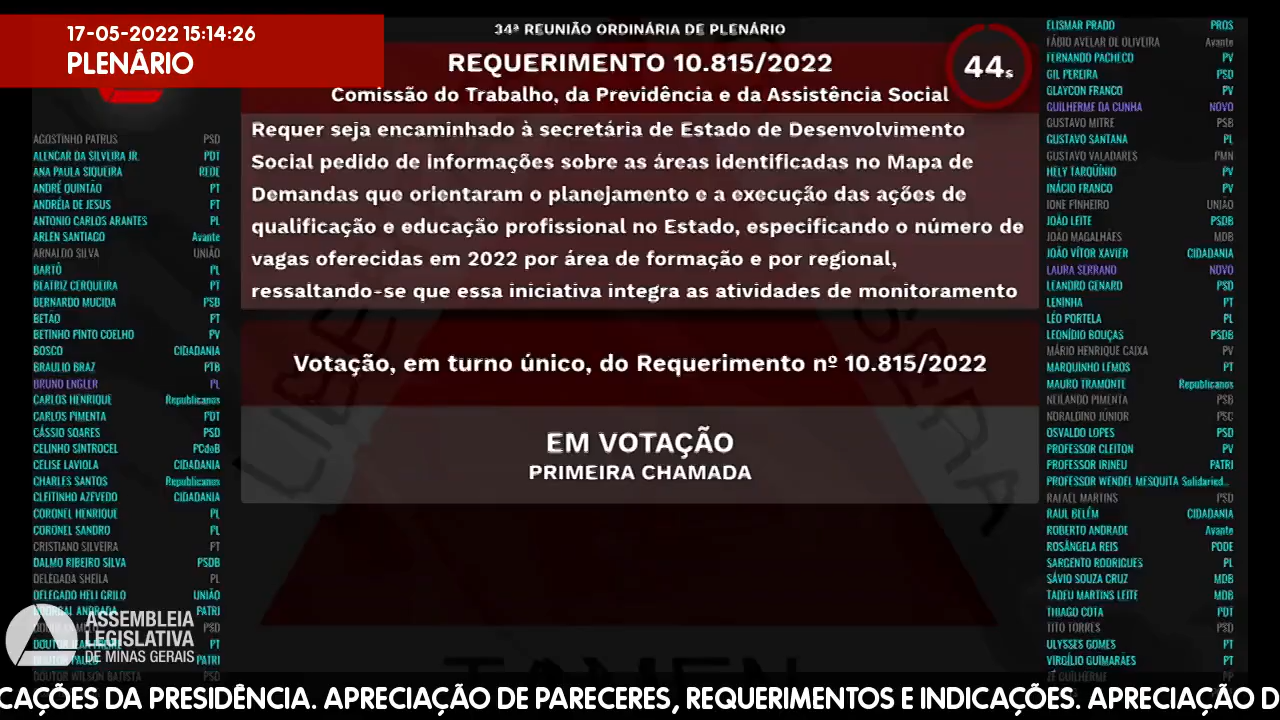 17-05-2022 15:14:26
PLENÁRIO
34ª REUNIÃO ORDINÁRIA DE PLENÁRIO
REQUERIMENTO 10.815/2022
44s
Comissão do Trabalho, da Previdência e da Assistência Social
Requer seja encaminhado à secretária de Estado de Desenvolvimento
Social pedido de informações sobre as áreas identificadas no Mapa de
Demandas que orientaram o planejamento e a execução das ações de
qualificação e educação profissional no Estado, especificando o número de
vagas oferecidas em 2022 por área de formação e por regional,
ressaltando-se que essa iniciativa integra as atividades de monitoramento
Votação, em turno único, do Requerimento nº 10.815/2022
EM VOTAÇÃO
PRIMEIRA CHAMADA
AGOSTINHO PATRUS PSD
ALENCAR DA SILVEIRA JR. PDT
ANA PAULA SIQUEIRA REDE
ANDRÉ QUINTÃO PT
ANDRÉIA DE JESUS PT
ANTONIO CARLOS ARANTES PL
ARLEN SANTIAGO Avante
ARNALDO SILVA UNIÃO
BARTÔ PL
BEATRIZ CERQUEIRA PT
BERNARDO MUCIDA PSB
BETÃO PT
BETINHO PINTO COELHO PV
BOSCO CIDADANIA
BRAULIO BRAZ PTB
BRUNO ENGLER PL
CARLOS HENRIQUE Republicanos
CARLOS PIMENTA PDT
CÁSSIO SOARES PSD
CELINHO SINTROCEL PCdoB
CELISE LAVIOLA CIDADANIA
CHARLES SANTOS Republicanos
CLEITINHO AZEVEDO CIDADANIA
CORONEL HENRIQUE PL
CORONEL SANDRO PL
CRISTIANO SILVEIRA PT
DALMO RIBEIRO SILVA PSDB
DELEGADA SHEILA PL
DELEGADO HELI GRILO UNIÃO
ANDRADA PATRI
PSD
DOUTOR JEAN FREIRE PT
DOUTOR PAULO PATRI
DOUTOR WILSON BATISTA PSD
ELISMAR PRADO PROS
FÁBIO AVELAR DE OLIVEIRA Avante
FERNANDO PACHECO PV
GIL PEREIRA PSD
GLAYCON FRANCO PV
GUILHERME DA CUNHA NOVO
GUSTAVO MITRE PSB
GUSTAVO SANTANA PL
GUSTAVO VALADARES PMN
HELY TARQÜÍNIO PV
INÁCIO FRANCO PV
IONE PINHEIRO UNIÃO
JOÃO LEITE PSDB
JOÃO MAGALHÃES MDB
JOÃO VÍTOR XAVIER CIDADANIA
LAURA SERRANO NOVO
LEANDRO GENARO PSD
LENINHA PT
LÉO PORTELA PL
LEONÍDIO BOUÇAS PSDB
MÁRIO HENRIQUE CAIXA PV
MARQUINHO LEMOS PT
MAURO TRAMONTE Republicanos
NEILANDO PIMENTA PSB
NORALDINO JÚNIOR PSC
OSVALDO LOPES PSD
PROFESSOR CLEITON PV
PROFESSOR IRINEU PATRI
PROFESSOR WENDEL MESQUITA Solidaried...
RAFAEL MARTINS PSD
RAUL BELÉM CIDADANIA
ROBERTO ANDRADE Avante
ROSÂNGELA REIS PODE
SARGENTO RODRIGUES PL
SÁVIO SOUZA CRUZ MDB
TADEU MARTINS LEITE MDB
THIAGO COTA PDT
TITO TORRES PSD
ULYSSES GOMES PT
VIRGÍLIO GUIMARÃES PT
ZÉ GUILHERME PP
ASSEMBLEIA
LEGISLATIVA
DE MINAS GERAIS
CAÇÕES DA PRESIDÊNCIA. APRECIAÇÃO DE PARECERES, REQUERIMENTOS E INDICAÇÕES. APRECIAÇÃO D